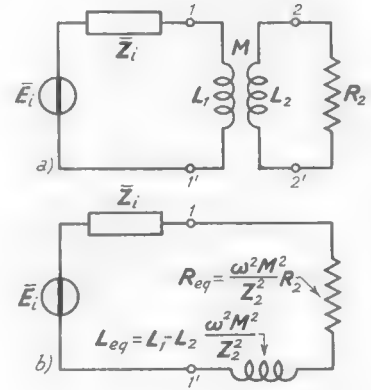 Z̄i
1
M
2
Ēi
L1
L2
R2
a)
1'
2'
Z̄i
1
Req = ω²M²/Z2² R2
Ēi
Leq = L1 - L2 ω²M²/Z2²
b)
1'